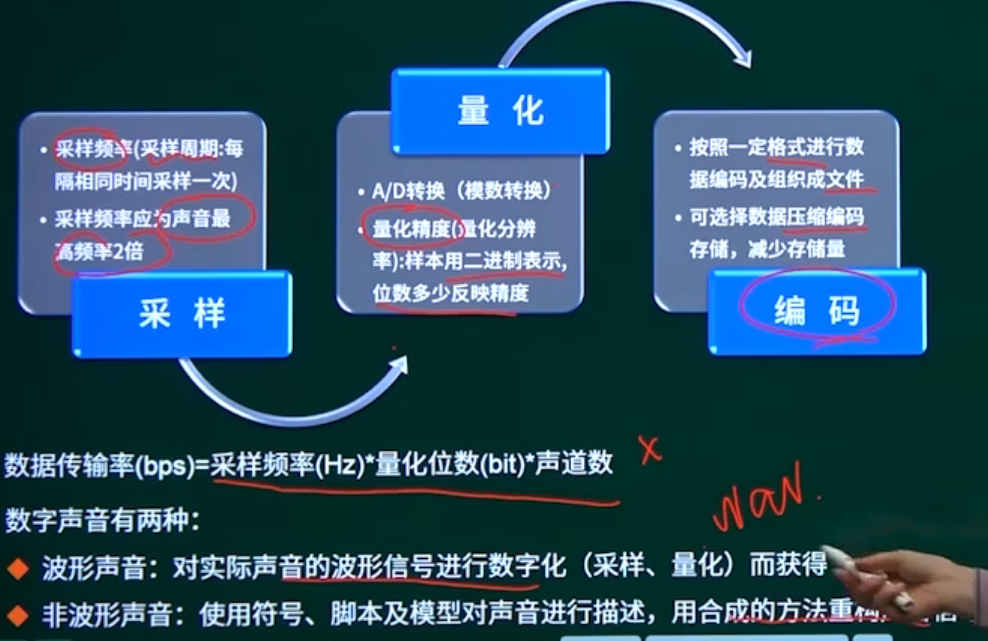 量 化
采样频率(采样周期:每
隔相同时间采样一次)
采样频率应为声音最
高频率2倍
采 样
A/D转换（模数转换）
量化精度(量化分辨
率):样本用二进制表示,
位数多少反映精度
按照一定格式进行数
据编码及组织成文件
可选择数据压缩编码
存储，减少存储量
编 码
数据传输率(bps)=采样频率(Hz)*量化位数(bit)*声道数 x
数字声音有两种：
wav.
波形声音：对实际声音的波形信号进行数字化（采样、量化）而获得
非波形声音：使用符号、脚本及模型对声音进行描述，用合成的方法重构